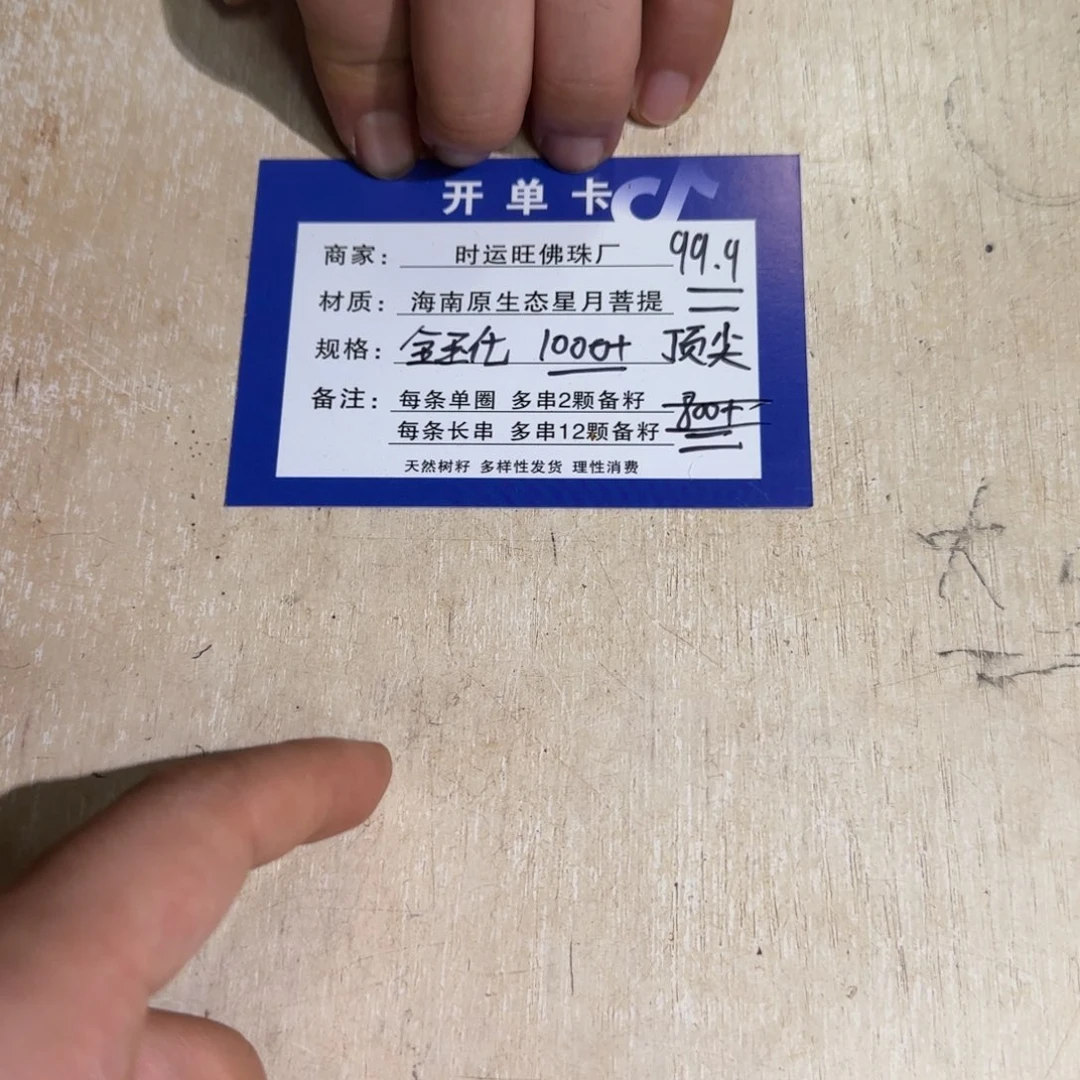 开单卡
商家: 时运旺佛珠厂 99.9
材质: 海南原生态星月菩提
规格: 1000+ 顶尖
备注: 每条单圈 多串2颗备籽 800+
每条长串 多串12颗备籽
天然树籽 多样性发货 理性消费